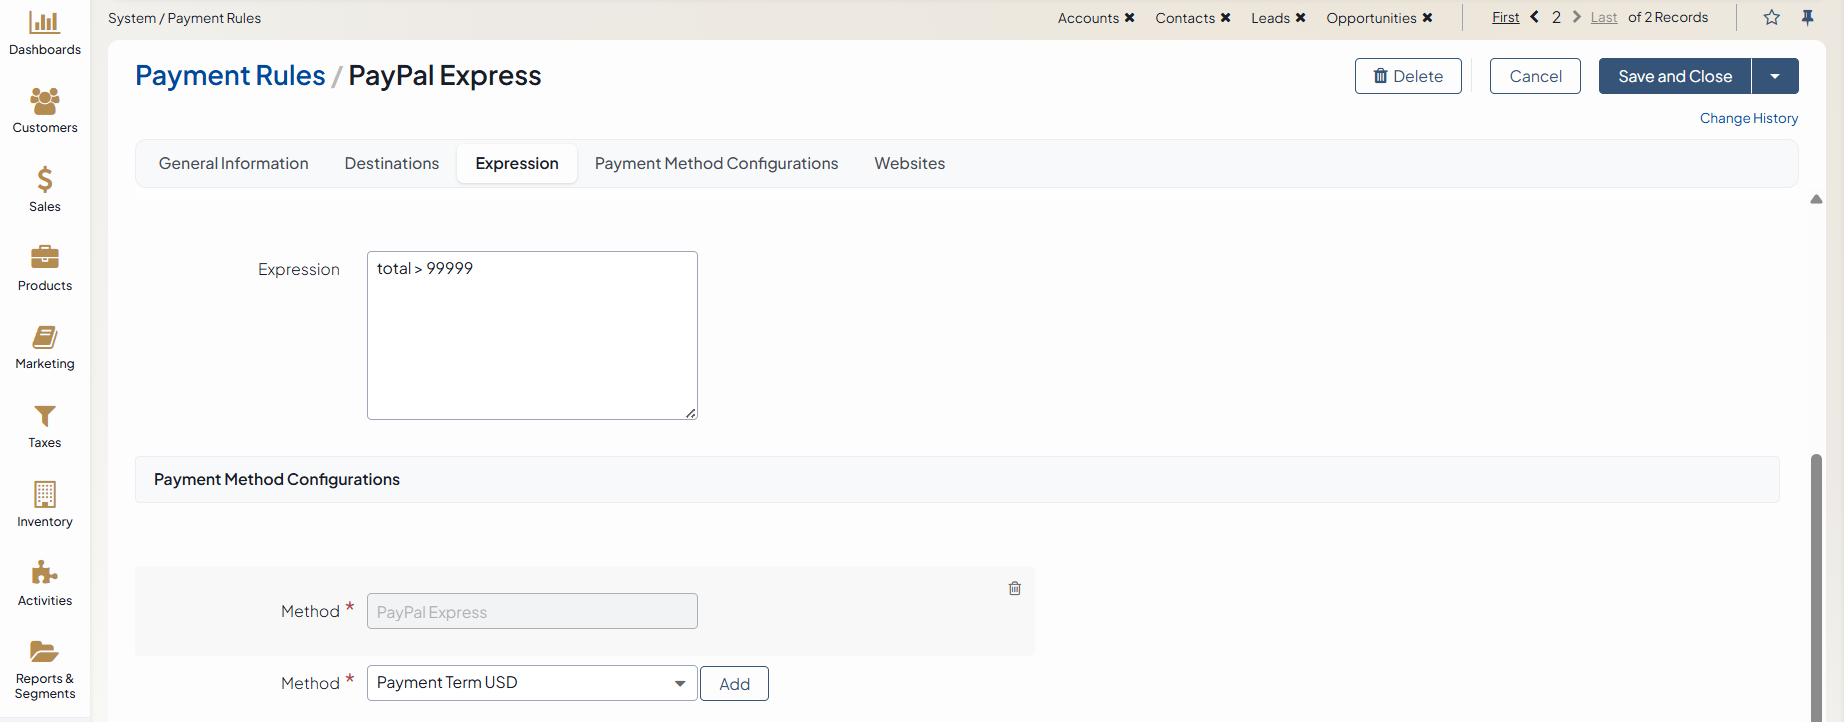 System / Payment Rules
Accounts ✖ Contacts ✖ Leads ✖ Opportunities ✖
First 2 Last of 2 Records
Payment Rules / PayPal Express
Delete
Cancel
Save and Close
Change History
General Information
Destinations
Expression
Payment Method Configurations
Websites
Expression
total > 99999
Payment Method Configurations
Method *
PayPal Express
Method *
Payment Term USD
Add
Dashboards
Customers
Sales
Products
Marketing
Taxes
Inventory
Activities
Reports &
Segments